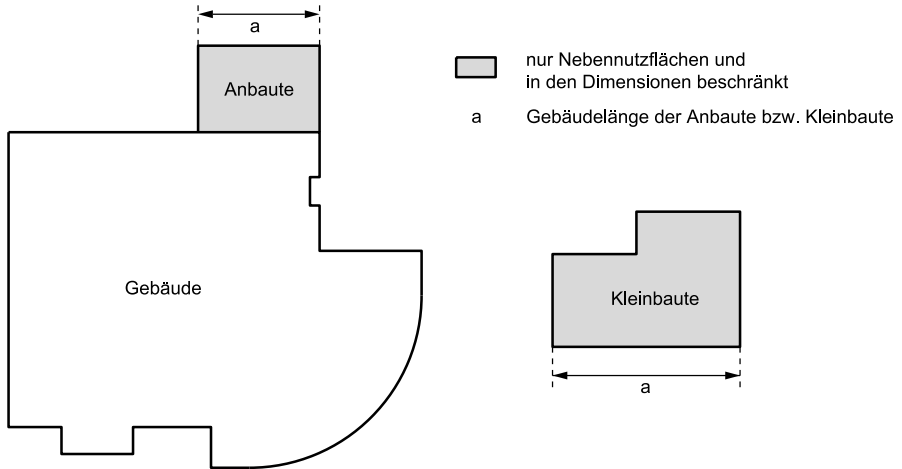 a
Anbaute
nur Nebennutzflächen und
in den Dimensionen beschränkt
a
Gebäudelänge der Anbaute bzw. Kleinbaute
Gebäude
Kleinbaute
a